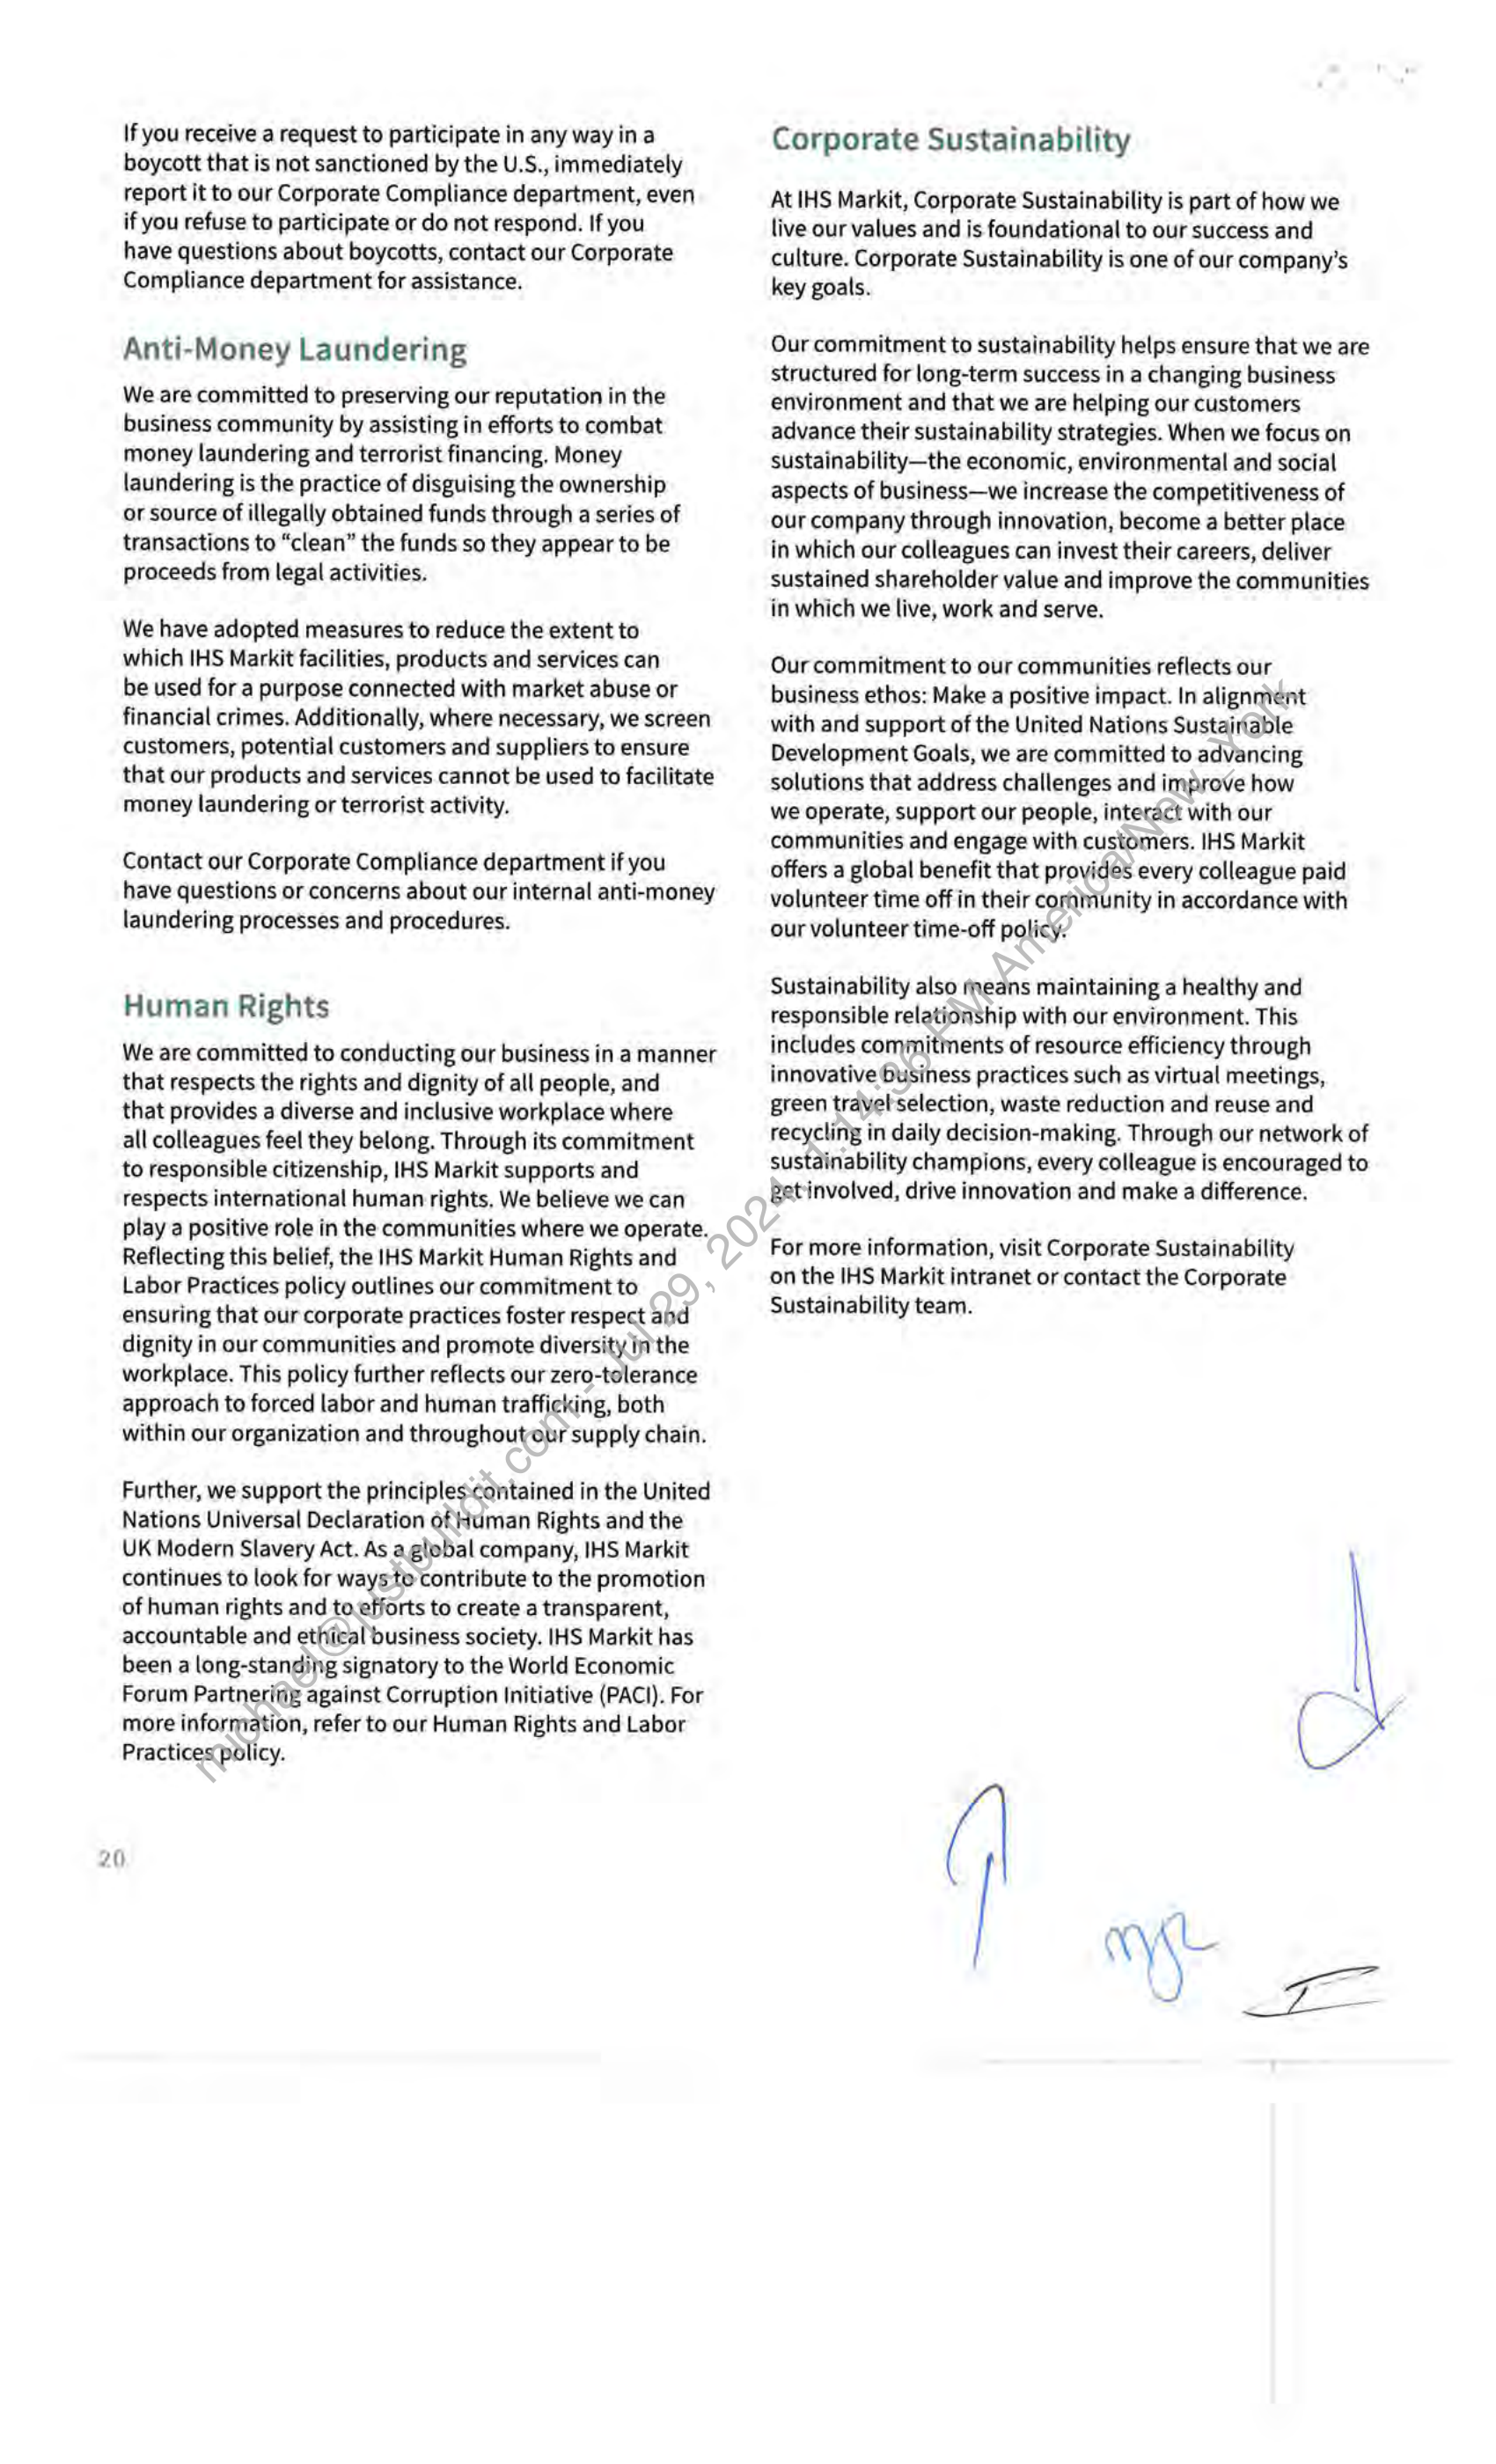 If you receive a request to participate in any way in a
boycott that is not sanctioned by the U.S., immediately
report it to our Corporate Compliance department, even
if you refuse to participate or do not respond. If you
have questions about boycotts, contact our Corporate
Compliance department for assistance.
Anti-Money Laundering
We are committed to preserving our reputation in the
business community by assisting in efforts to combat
money laundering and terrorist financing. Money
laundering is the practice of disguising the ownership
or source of illegally obtained funds through a series of
transactions to “clean” the funds so they appear to be
proceeds from legal activities.
We have adopted measures to reduce the extent to
which IHS Markit facilities, products and services can
be used for a purpose connected with market abuse or
financial crimes. Additionally, where necessary, we screen
customers, potential customers and suppliers to ensure
that our products and services cannot be used to facilitate
money laundering or terrorist activity.
Contact our Corporate Compliance department if you
have questions or concerns about our internal anti-money
laundering processes and procedures.
Human Rights
We are committed to conducting our business in a manner
that respects the rights and dignity of all people, and
that provides a diverse and inclusive workplace where
all colleagues feel they belong. Through its commitment
to responsible citizenship, IHS Markit supports and
respects international human rights. We believe we can
play a positive role in the communities where we operate.
Reflecting this belief, the IHS Markit Human Rights and
Labor Practices policy outlines our commitment to
ensuring that our corporate practices foster respect and
dignity in our communities and promote diversity in the
workplace. This policy further reflects our zero-tolerance
approach to forced labor and human trafficking, both
within our organization and throughout our supply chain.
Further, we support the principles contained in the United
Nations Universal Declaration of Human Rights and the
UK Modern Slavery Act. As a global company, IHS Markit
continues to look for ways to contribute to the promotion
of human rights and to efforts to create a transparent,
accountable and ethical business society. IHS Markit has
been a long-standing signatory to the World Economic
Forum Partnering against Corruption Initiative (PACI). For
more information, refer to our Human Rights and Labor
Practices policy.
20
Corporate Sustainability
At IHS Markit, Corporate Sustainability is part of how we
live our values and is foundational to our success and
culture. Corporate Sustainability is one of our company’s
key goals.
Our commitment to sustainability helps ensure that we are
structured for long-term success in a changing business
environment and that we are helping our customers
advance their sustainability strategies. When we focus on
sustainability—the economic, environmental and social
aspects of business—we increase the competitiveness of
our company through innovation, become a better place
in which our colleagues can invest their careers, deliver
sustained shareholder value and improve the communities
in which we live, work and serve.
Our commitment to our communities reflects our
business ethos: Make a positive impact. In alignment
with and support of the United Nations Sustainable
Development Goals, we are committed to advancing
solutions that address challenges and improve how
we operate, support our people, interact with our
communities and engage with customers. IHS Markit
offers a global benefit that provides every colleague paid
volunteer time off in their community in accordance with
our volunteer time-off policy.
Sustainability also means maintaining a healthy and
responsible relationship with our environment. This
includes commitments of resource efficiency through
innovative business practices such as virtual meetings,
green travel selection, waste reduction and reuse and
recycling in daily decision-making. Through our network of
sustainability champions, every colleague is encouraged to
get involved, drive innovation and make a difference.
For more information, visit Corporate Sustainability
on the IHS Markit intranet or contact the Corporate
Sustainability team.
michael@justbuildit.com - Jul 29, 2024, 1:14:36 PM America/New_York